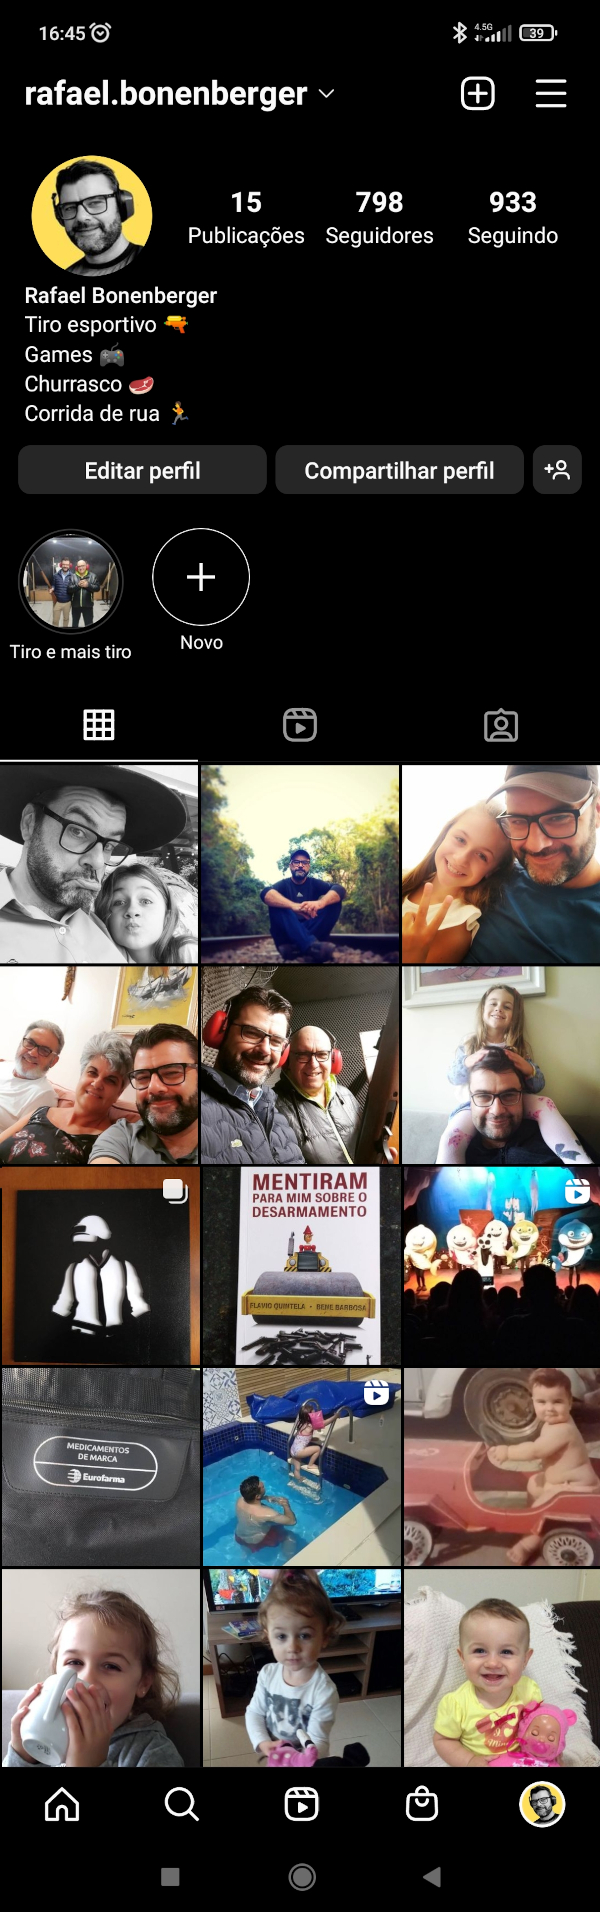 16:45
4.5G
39
rafael.bonenberger
15
798
933
Publicações
Seguidores
Seguindo
Rafael Bonenberger
Tiro esportivo 🔫
Games 🎮
Churrasco 🥩
Corrida de rua 🏃
Editar perfil
Compartilhar perfil
Tiro e mais tiro
Novo
MENTIRAM
PARA MIM SOBRE O
DESARMAMENTO
FLAVIO QUINTELA - BENE BARBOSA
MEDICAMENTOS
DE MARCA
Eurofarma